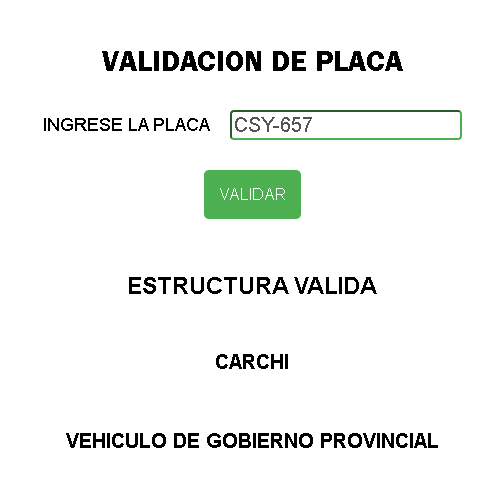 VALIDACION DE PLACA
INGRESE LA PLACA CSY-657
VALIDAR
ESTRUCTURA VALIDA
CARCHI
VEHICULO DE GOBIERNO PROVINCIAL